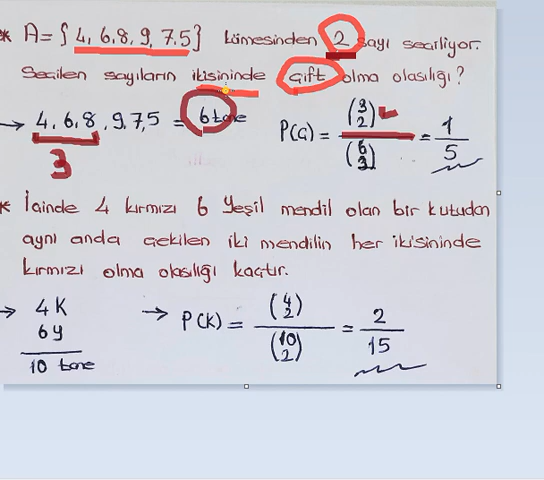 * A= {4, 6.8, 9, 7.5} kümesinden 2 sayı seçiliyor.
Seçilen sayıların ikisininde çift olma olasılığı?
→ 4, 6, 8, 9, 7, 5 = 6 tane
3
P(Ç) = (3 2) / (6 2) = 1/5
* İçinde 4 kırmızı 6 yeşil mendil olan bir kutudan
aynı anda çekilen iki mendilin her ikisininde
kırmızı olma olasılığı kaçtır.
→ 4K
6y
10 tane
→ P(K) = (4 2) / (10 2) = 2/15